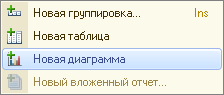 Новая группировка... Ins
Новая таблица
Новая диаграмма
Новый вложенный отчет...